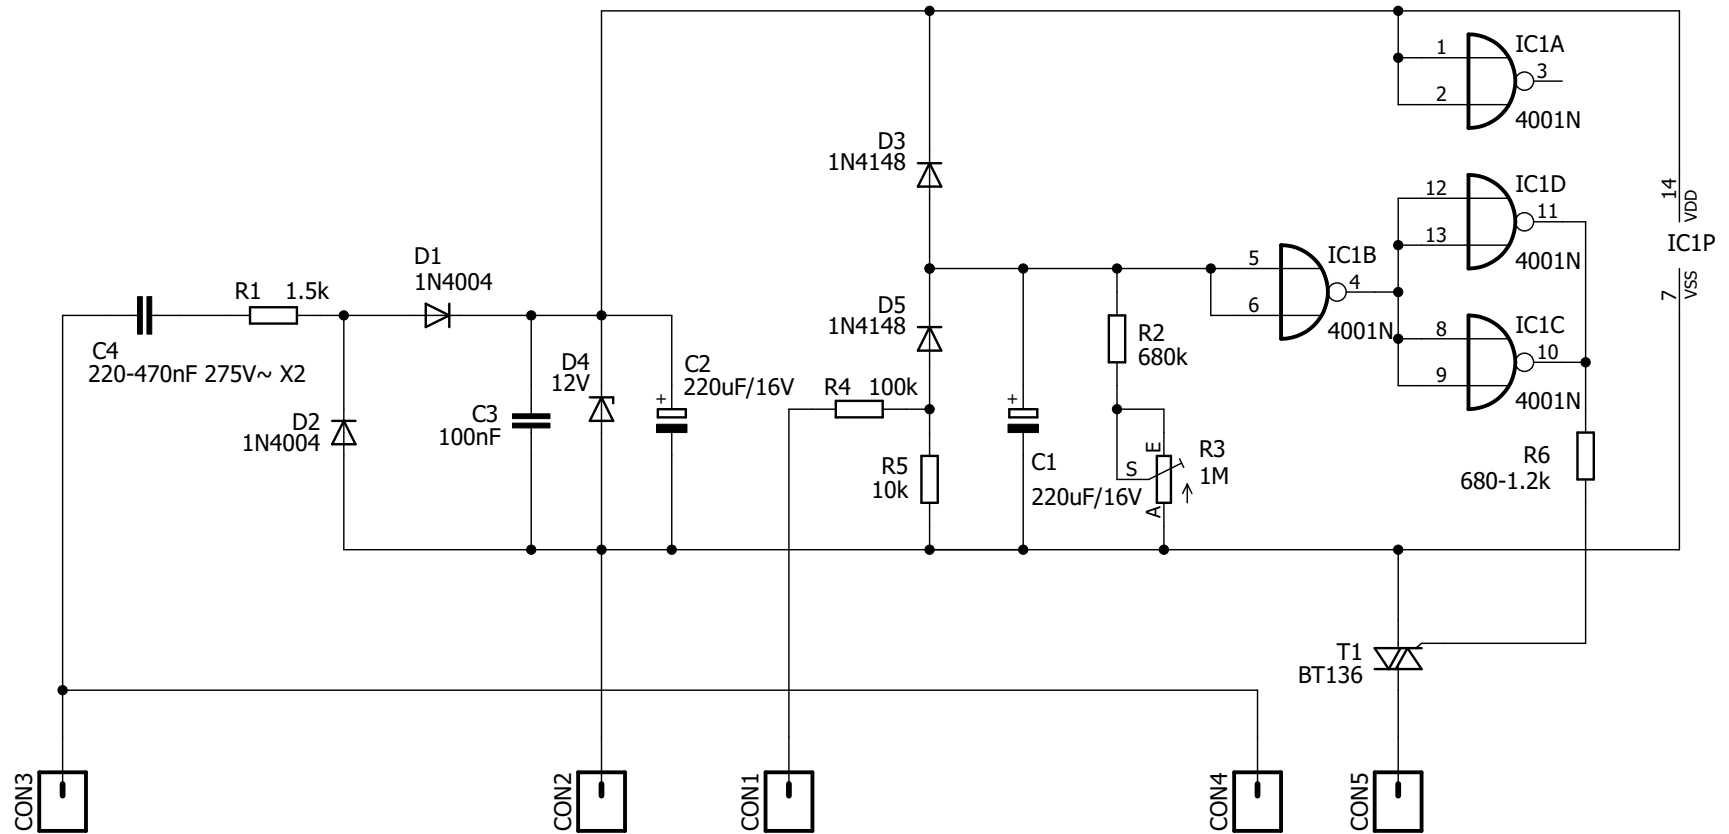 IC1A
1
3
2
4001N
D3
1N4148
12
IC1D
11
13
4001N
14
VDD
IC1P
7
VSS
D1
1N4004
R1 1.5k
5
IC1B
4
6
4001N
8
IC1C
10
9
4001N
D5
1N4148
R2
680k
C4
220-470nF 275V~ X2
D4
12V
C2
220uF/16V
+
R4 100k
+
D2
1N4004
C3
100nF
R5
10k
C1
220uF/16V
E
S
A
R3
1M
R6
680-1.2k
T1
BT136
CON3
CON2
CON1
CON4
CON5